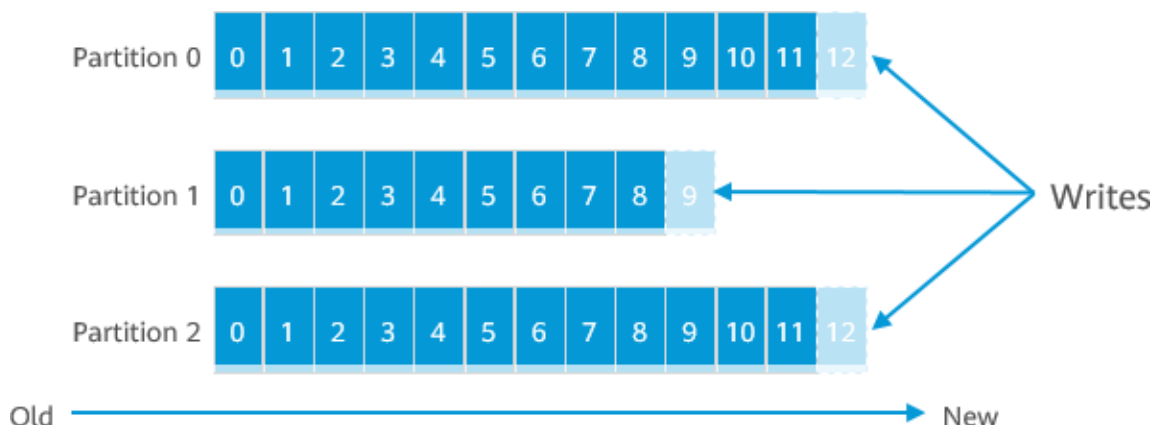 Partition 0 0 1 2 3 4 5 6 7 8 9 10 11 12
Partition 1 0 1 2 3 4 5 6 7 8 9
Writes
Partition 2 0 1 2 3 4 5 6 7 8 9 10 11 12
Old New